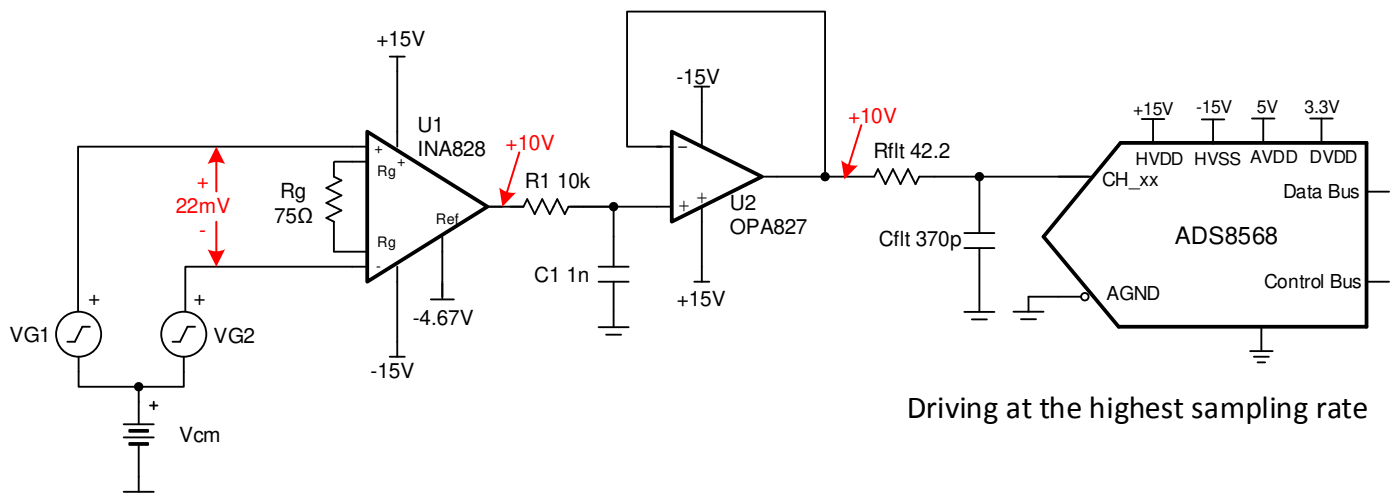 +15V
U1
INA828
+
Rg
+
Rg
75Ω
Rg
Rg
-
Ref
+
22mV
-
+10V
R1 10k
C1 1n
-4.67V
-15V
VG1
+
VG2
+
Vcm
+
-15V
−
+
+
U2
OPA827
+15V
+10V
Rflt 42.2
Cflt 370p
+15V
-15V
5V
3.3V
HVDD
HVSS
AVDD
DVDD
CH_xx
Data Bus
ADS8568
Control Bus
AGND
Driving at the highest sampling rate